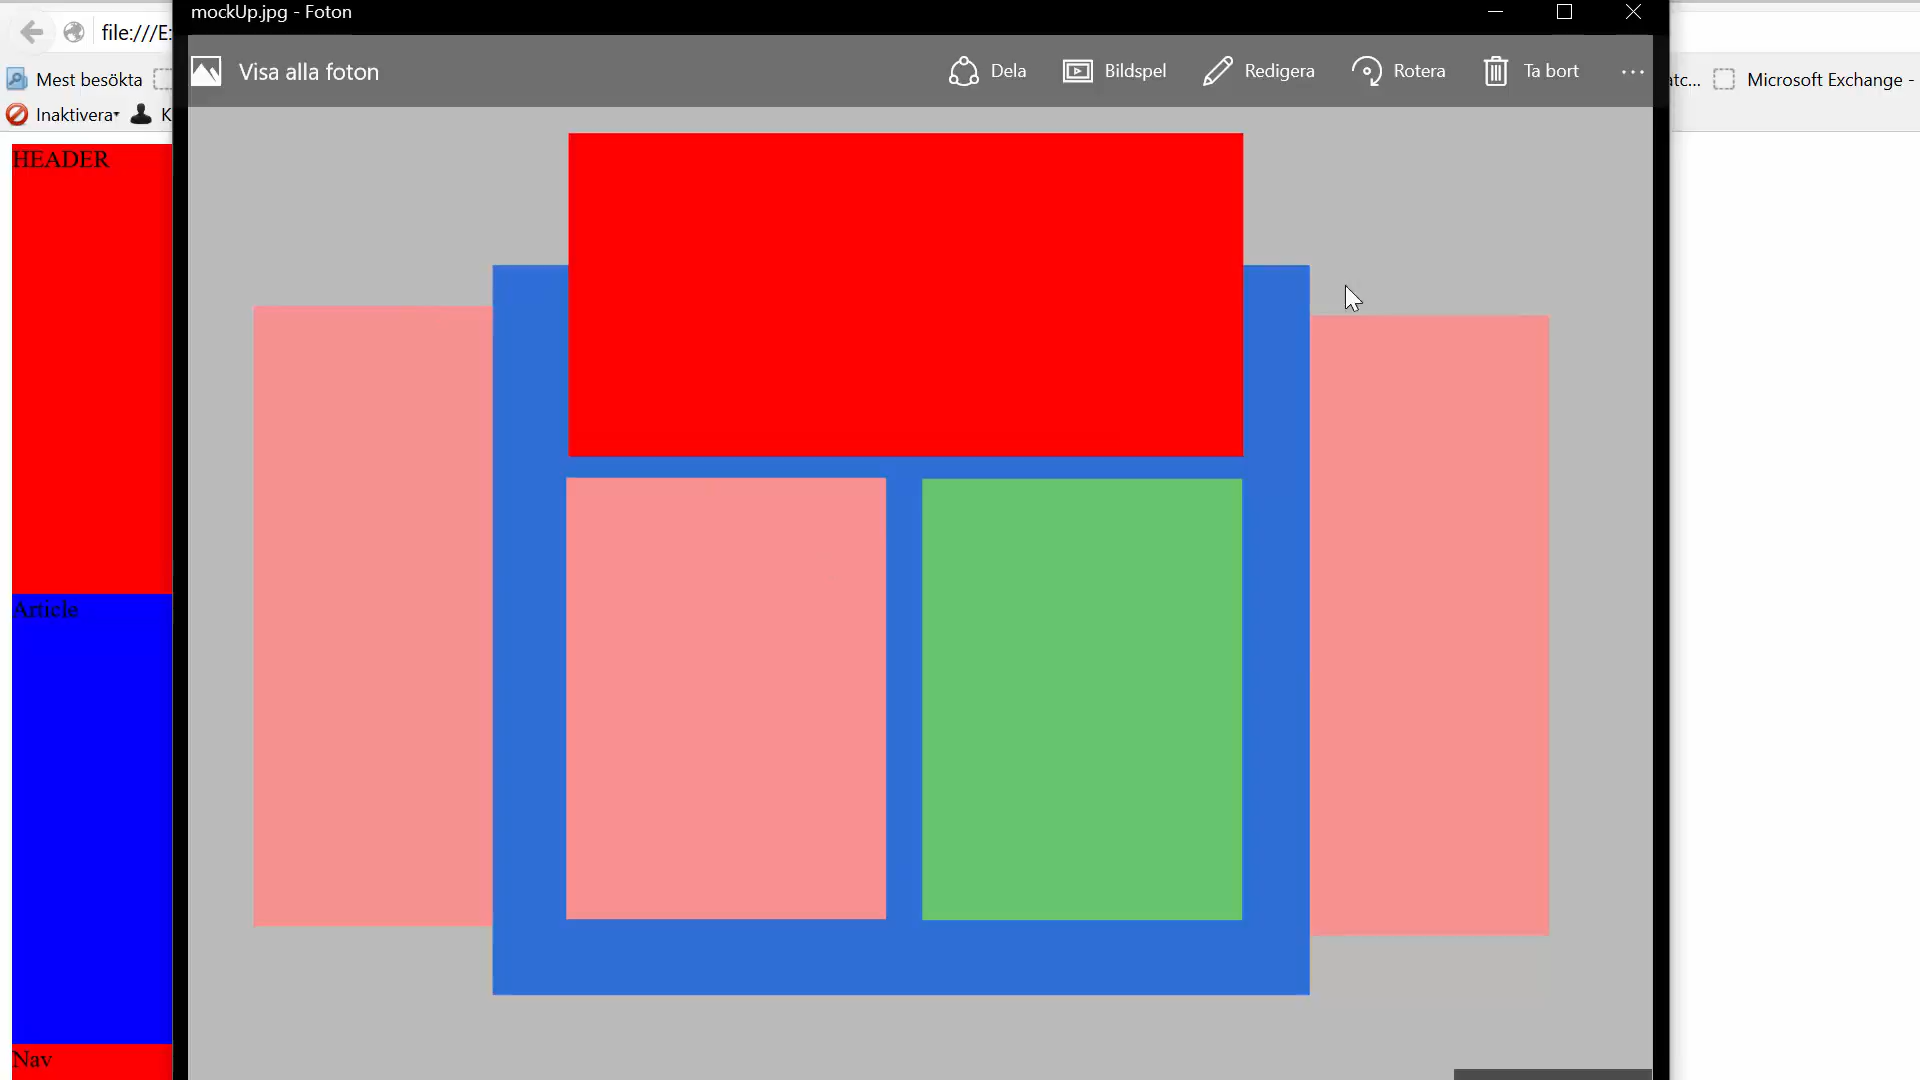 mockUp.jpg - Foton
file:///E:
Visa alla foton
Dela
Bildspel
Redigera
Rotera
Ta bort
Mest besökta
Microsoft Exchange -
Inaktivera
K
HEADER
Article
Nav